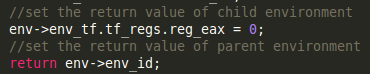 //set the return value of child environment
env->env_tf.tf_regs.reg_eax = 0;
//set the return value of parent environment
return env->env_id;